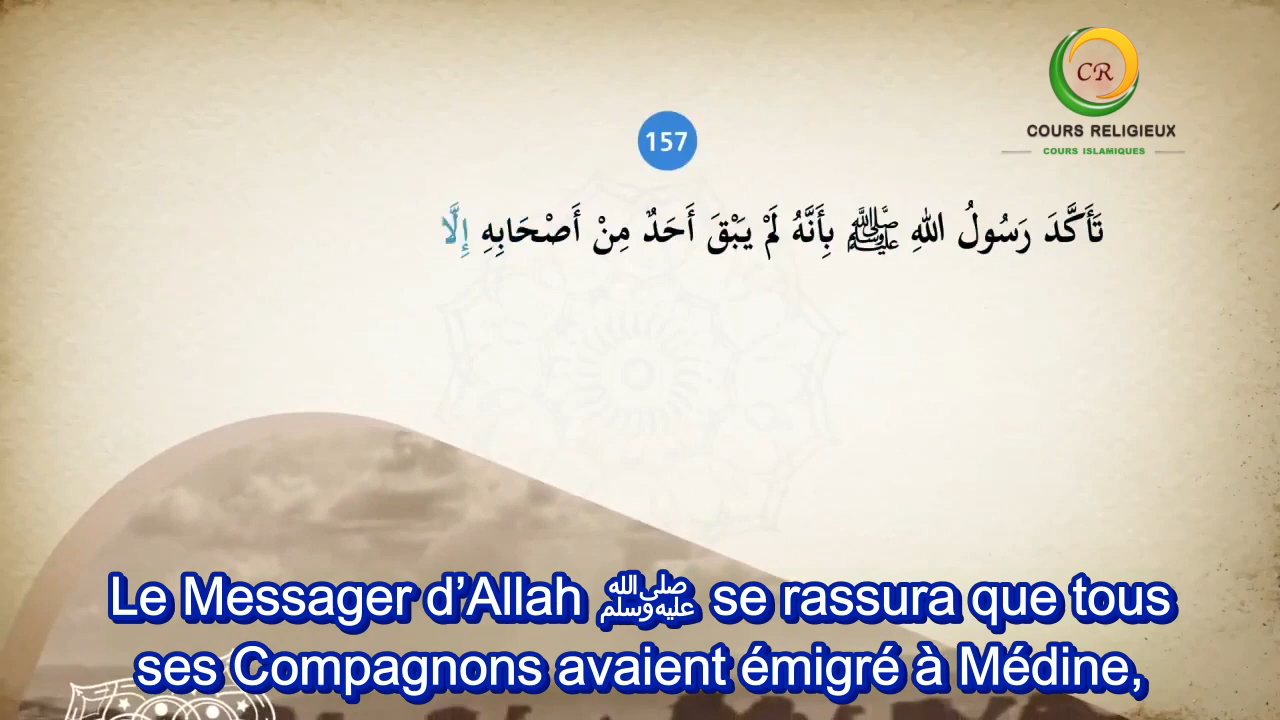 CR
COURS RELIGIEUX
COURS ISLAMIQUES
157
تَأَكَّدَ رَسُولُ اللهِ ﷺ بِأَنَّهُ لَمْ يَبْقَ أَحَدٌ مِنْ أَصْحَابِهِ إِلَّا
Le Messager d’Allah ﷺ se rassura que tous
ses Compagnons avaient émigré à Médine,